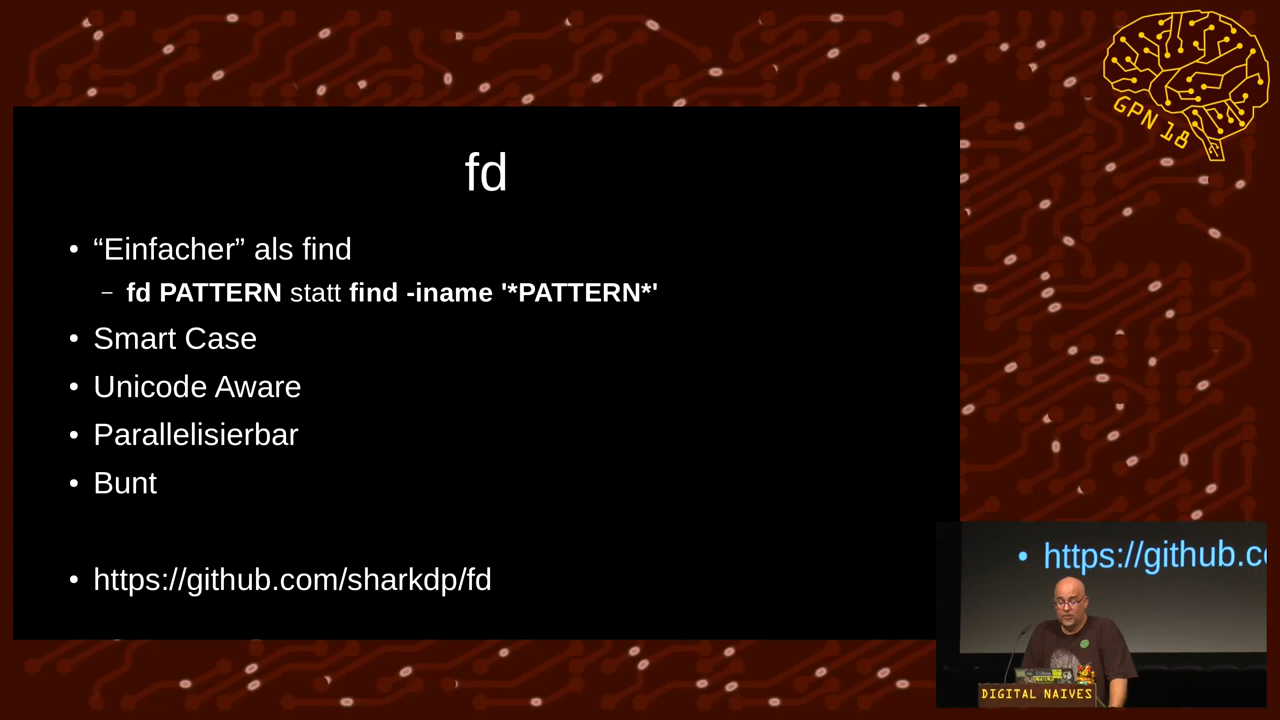 GPN 18
fd
• “Einfacher” als find
– fd PATTERN statt find -iname '*PATTERN*'
• Smart Case
• Unicode Aware
• Parallelisierbar
• Bunt
• https://github.com/sharkdp/fd
• https://github.co
DIGITAL NAIVES